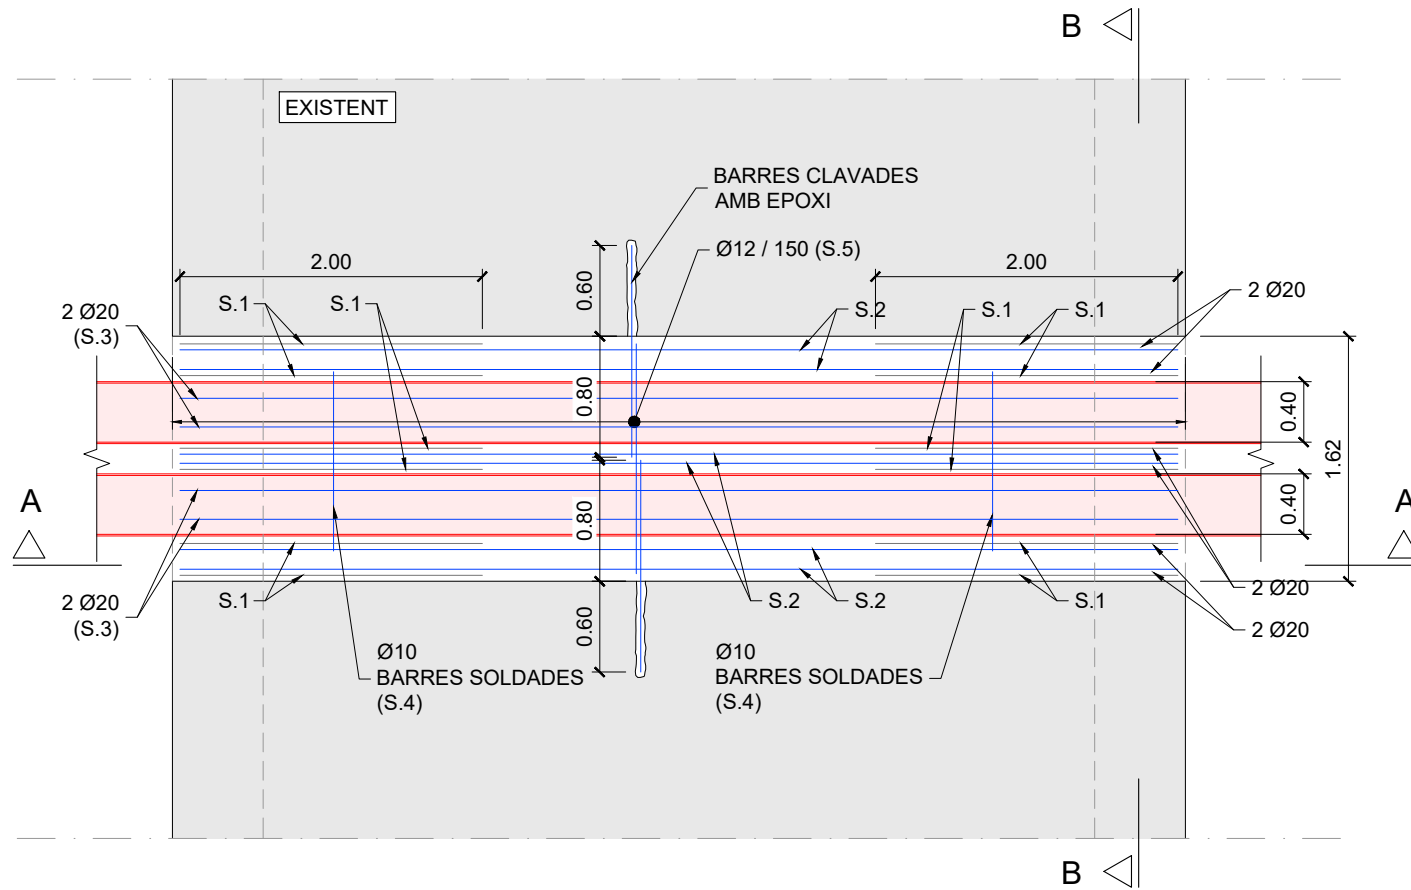 B
EXISTENT
BARRES CLAVADES
AMB EPOXI
Ø12 / 150 (S.5)
2.00
0.60
2.00
2 Ø20
(S.3)
S.1
S.1
S.2
S.1
S.1
2 Ø20
0.80
0.40
1.62
A
0.80
0.40
A
2 Ø20
(S.3)
S.1
0.60
S.2
S.2
S.1
2 Ø20
2 Ø20
Ø10
BARRES SOLDADES
(S.4)
Ø10
BARRES SOLDADES
(S.4)
B